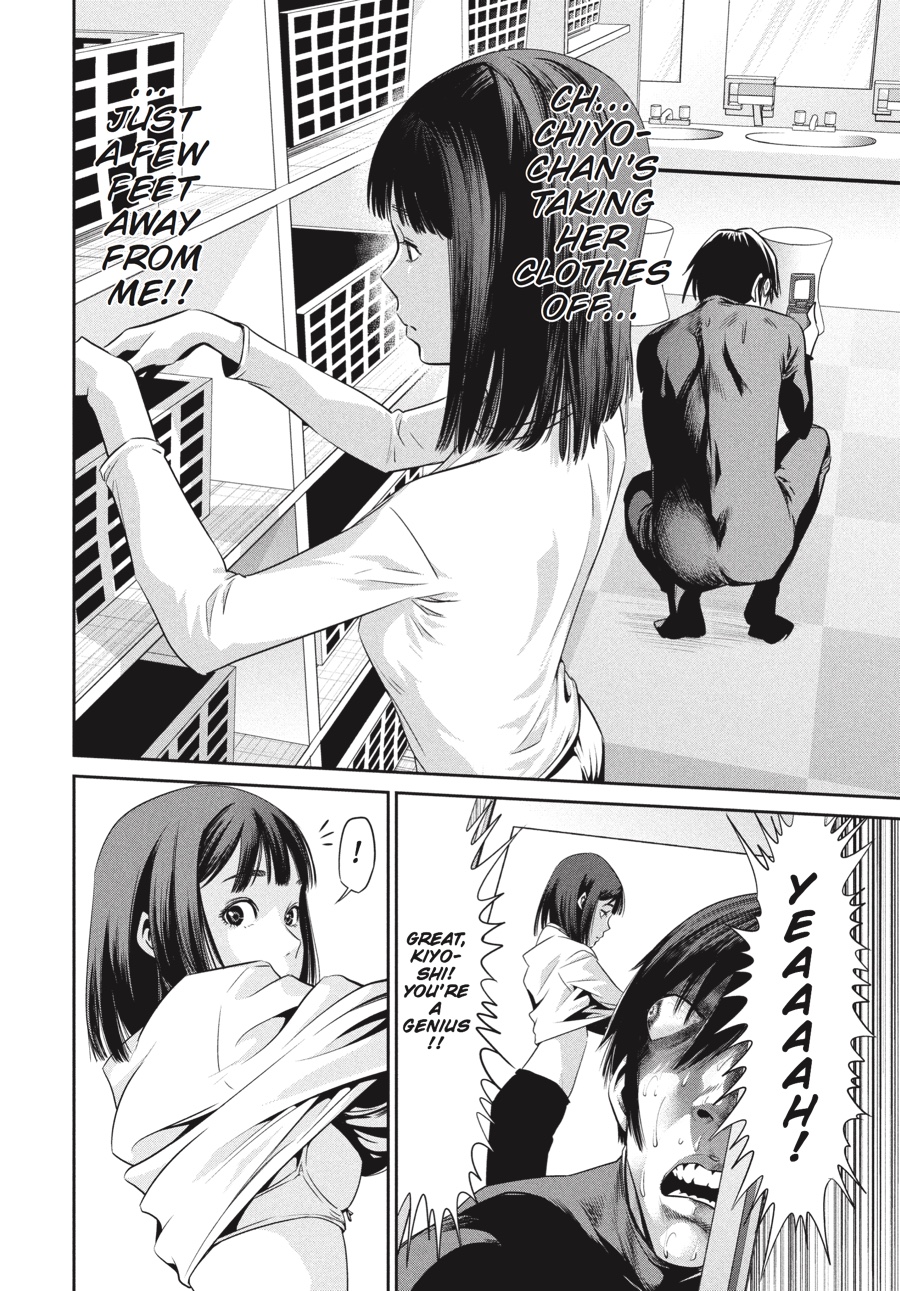 CH...
CHIYO-
CHAN'S
TAKING
HER
CLOTHES
OFF...
...
JUST
A FEW
FEET
AWAY
FROM
ME!!
YEAAAAH!
GREAT,
KIYO-
SHI!
YOU'RE
A
GENIUS
!!
!